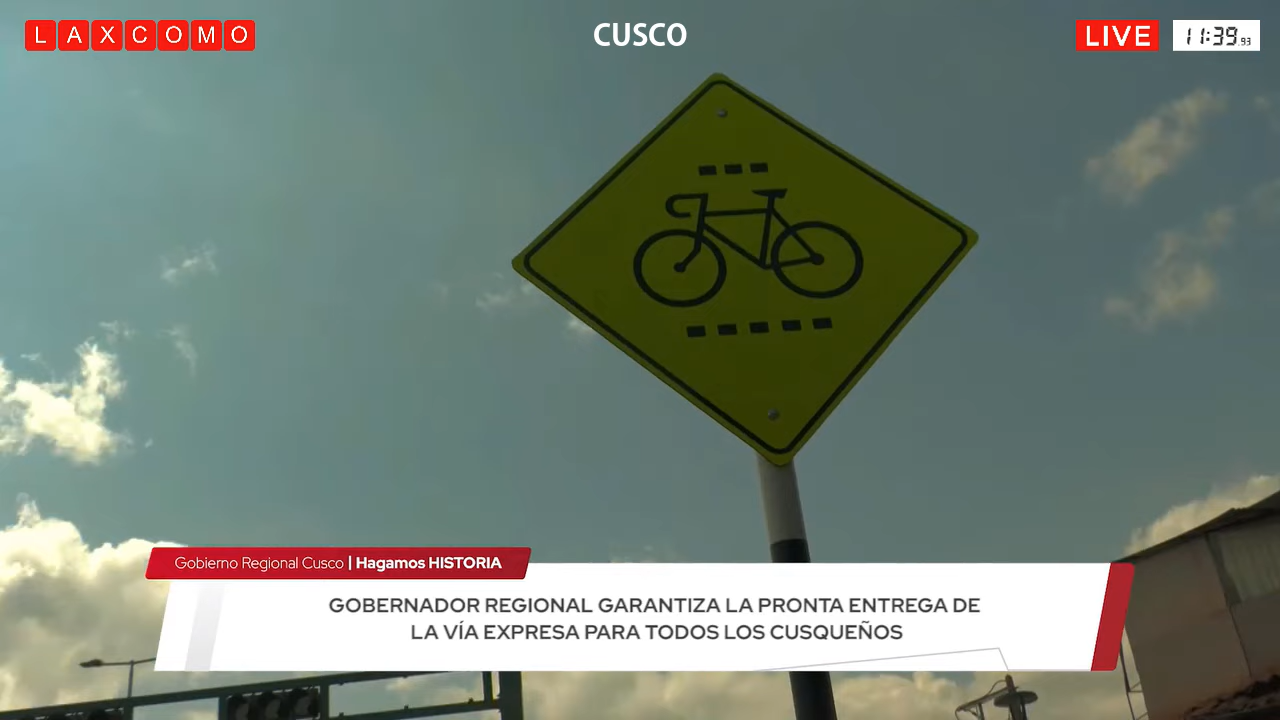 LAXCOMO
CUSCO
LIVE
11:39.93
Gobierno Regional Cusco | Hagamos HISTORIA
GOBERNADOR REGIONAL GARANTIZA LA PRONTA ENTREGA DE
LA VÍA EXPRESA PARA TODOS LOS CUSQUEÑOS